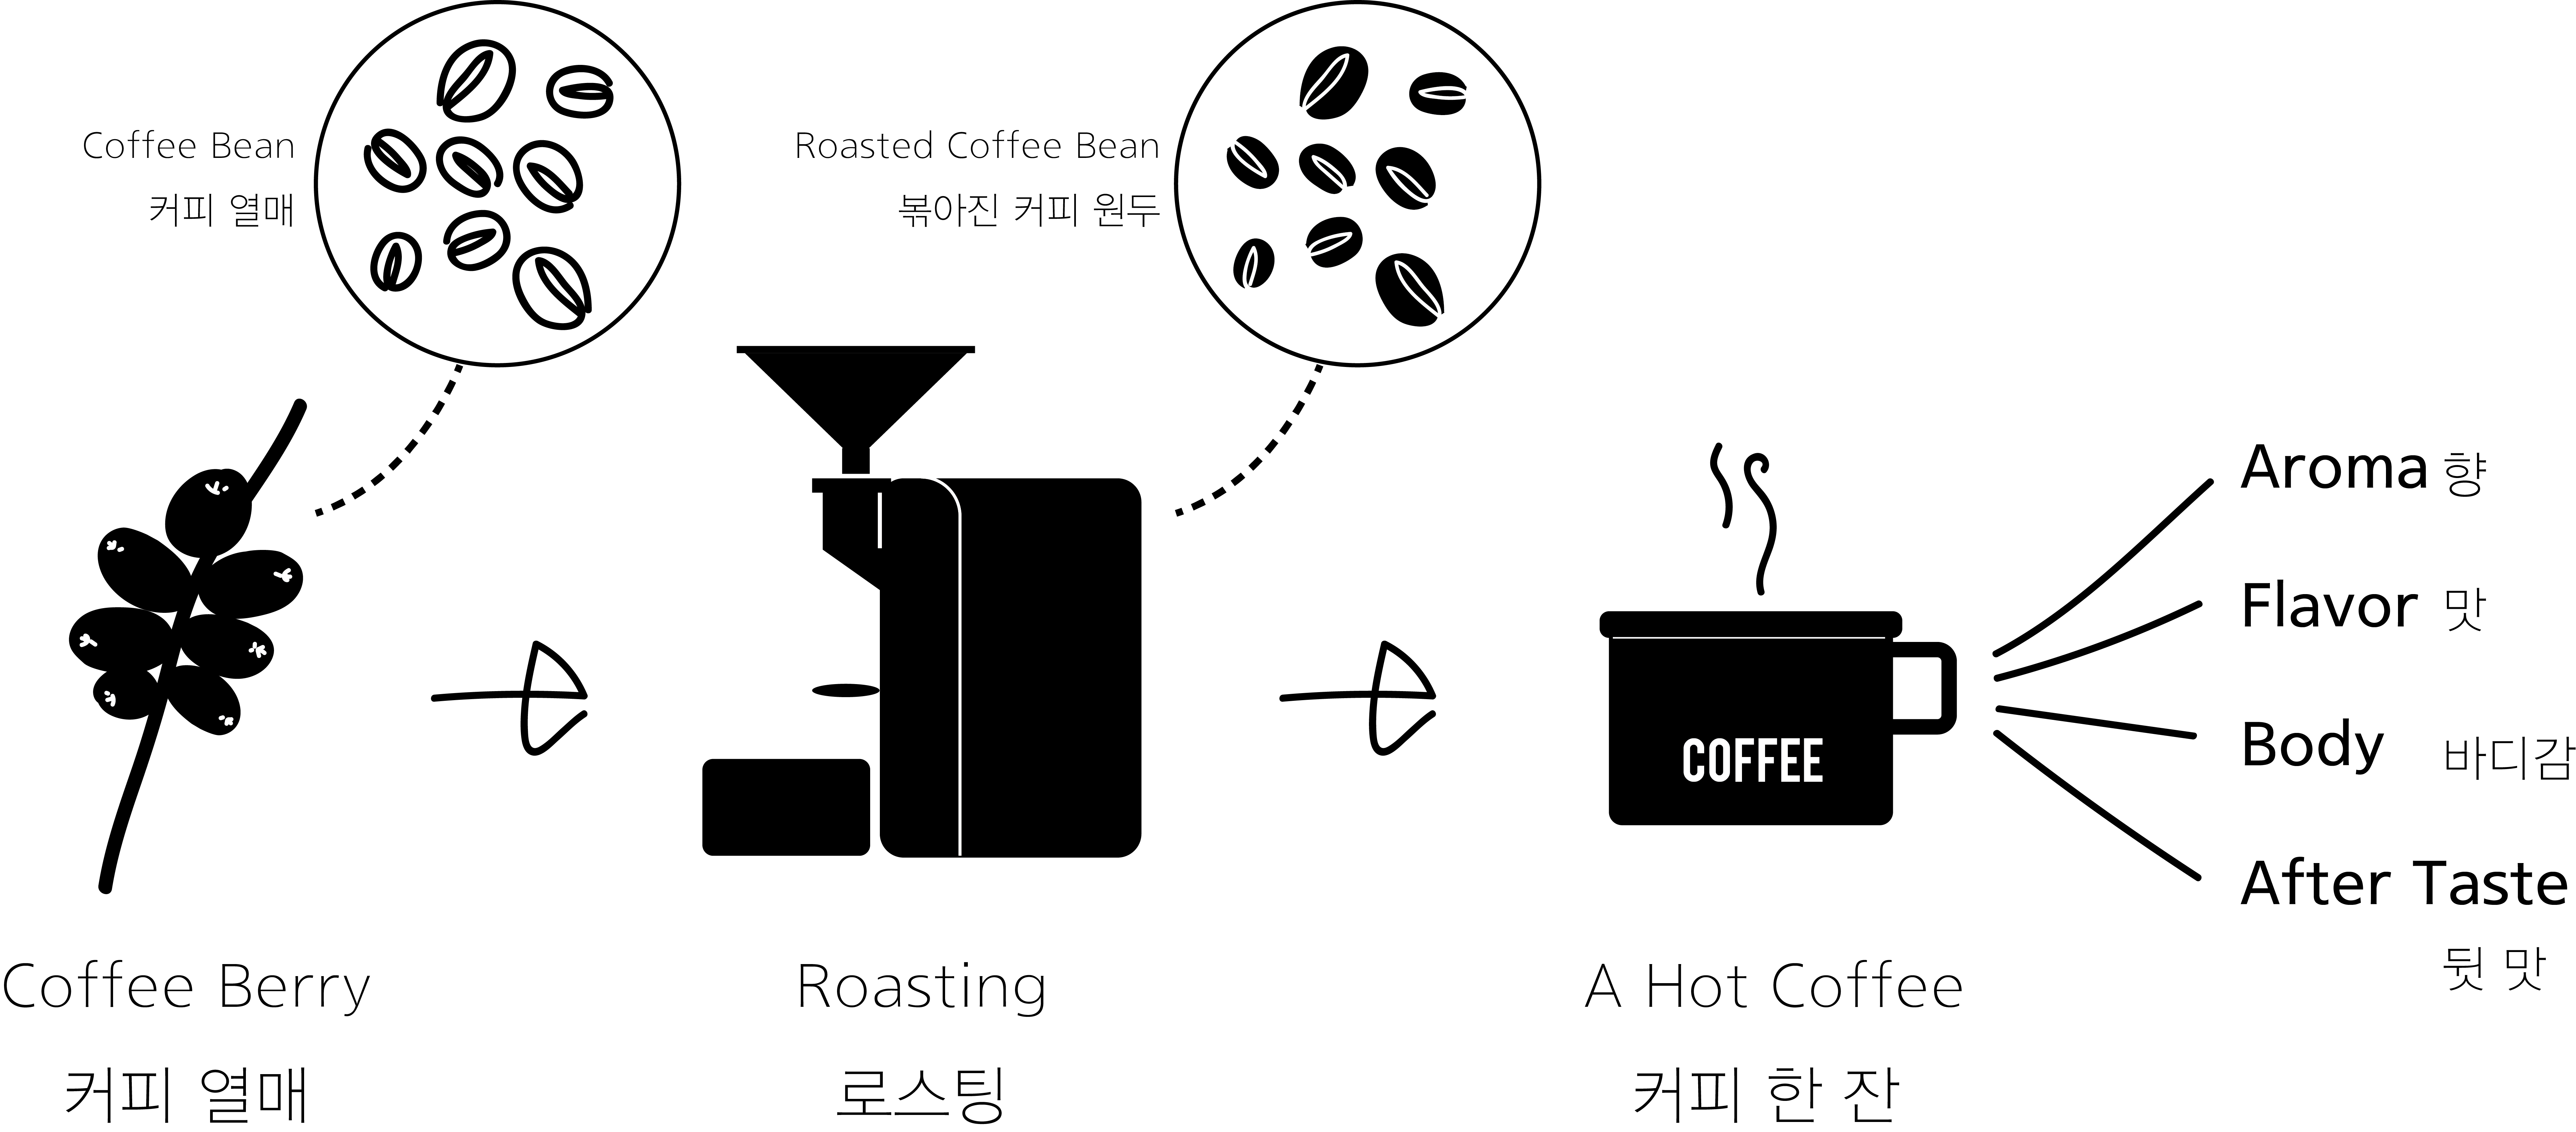 Coffee Bean
커피 열매
Roasted Coffee Bean
볶아진 커피 원두
Coffee Berry
커피 열매
Roasting
로스팅
COFFEE
A Hot Coffee
커피 한 잔
Aroma 향
Flavor 맛
Body 바디감
After Taste
뒷 맛